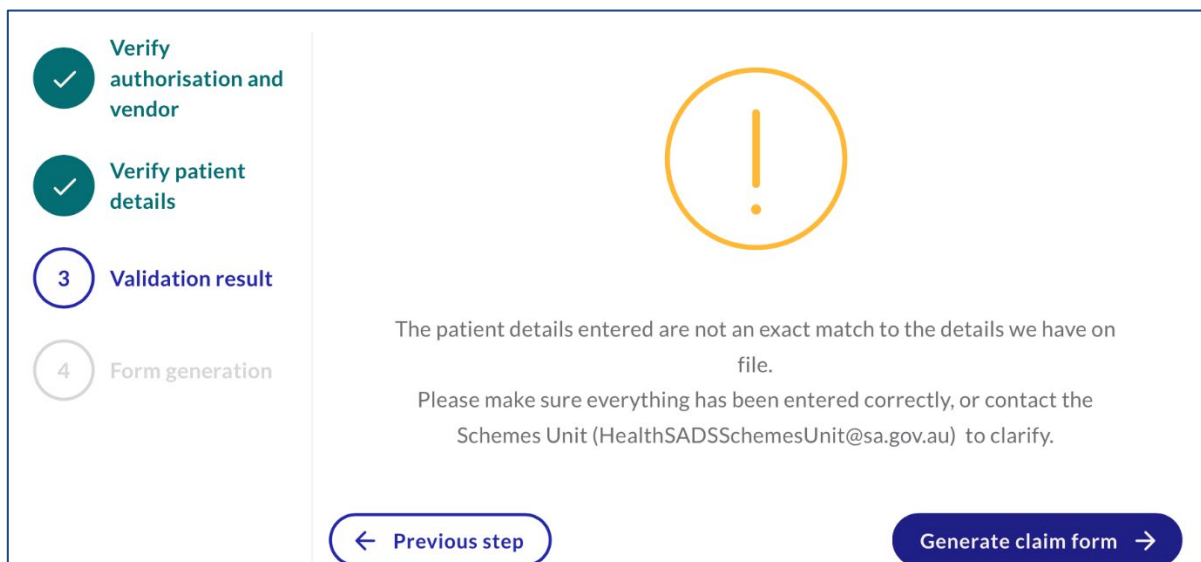 Verify
authorisation and
vendor
Verify patient
details
3
Validation result
4
Form generation
!
The patient details entered are not an exact match to the details we have on
file.
Please make sure everything has been entered correctly, or contact the
Schemes Unit (HealthSADSSchemesUnit@sa.gov.au)  to clarify.
← Previous step
Generate claim form →